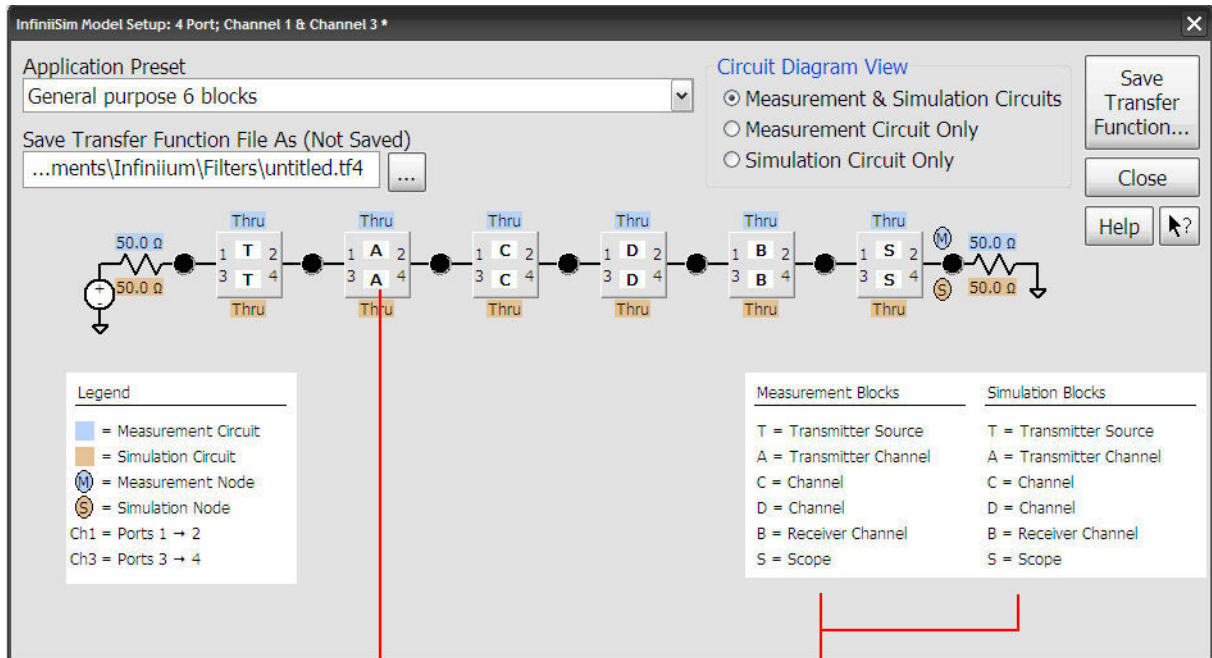 InfiniiSim Model Setup: 4 Port; Channel 1 & Channel 3 *
Application Preset
General purpose 6 blocks
Save Transfer Function File As (Not Saved)
...ments\Infiniium\Filters\untitled.tf4
...
Circuit Diagram View
Measurement & Simulation Circuits
Measurement Circuit Only
Simulation Circuit Only
Save
Transfer
Function...
Close
Help
?
Thru Thru Thru Thru Thru Thru
50.0 Ω 1 T 2 1 A 2 1 C 2 1 D 2 1 B 2 1 S 2 M 50.0 Ω
50.0 Ω 3 T 4 3 A 4 3 C 4 3 D 4 3 B 4 3 S 4 S 50.0 Ω
Thru Thru Thru Thru Thru Thru
+
-
Legend
= Measurement Circuit
= Simulation Circuit
M = Measurement Node
S = Simulation Node
Ch1 = Ports 1 → 2
Ch3 = Ports 3 → 4
Measurement Blocks
T = Transmitter Source
A = Transmitter Channel
C = Channel
D = Channel
B = Receiver Channel
S = Scope
Simulation Blocks
T = Transmitter Source
A = Transmitter Channel
C = Channel
D = Channel
B = Receiver Channel
S = Scope